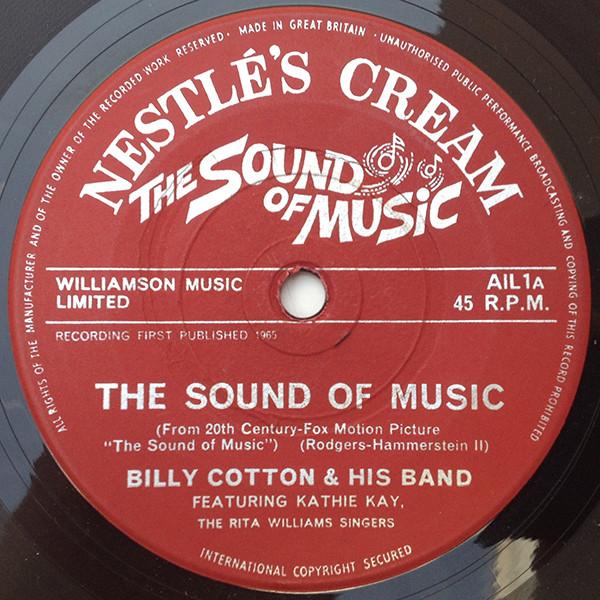 ALL RIGHTS OF THE MANUFACTURER AND OF THE OWNER OF THE RECORDED WORK RESERVED · MADE IN GREAT BRITAIN · UNAUTHORISED PUBLIC PERFORMANCE BROADCASTING AND COPYING OF THIS RECORD PROHIBITED
NESTLÉ'S CREAM
THE SOUND
OF MUSIC
WILLIAMSON MUSIC
LIMITED
AIL1A
45 R.P.M.
RECORDING FIRST PUBLISHED 1965
THE SOUND OF MUSIC
(From 20th Century-Fox Motion Picture
"The Sound of Music") (Rodgers-Hammerstein II)
BILLY COTTON & HIS BAND
FEATURING KATHIE KAY,
THE RITA WILLIAMS SINGERS
INTERNATIONAL COPYRIGHT SECURED